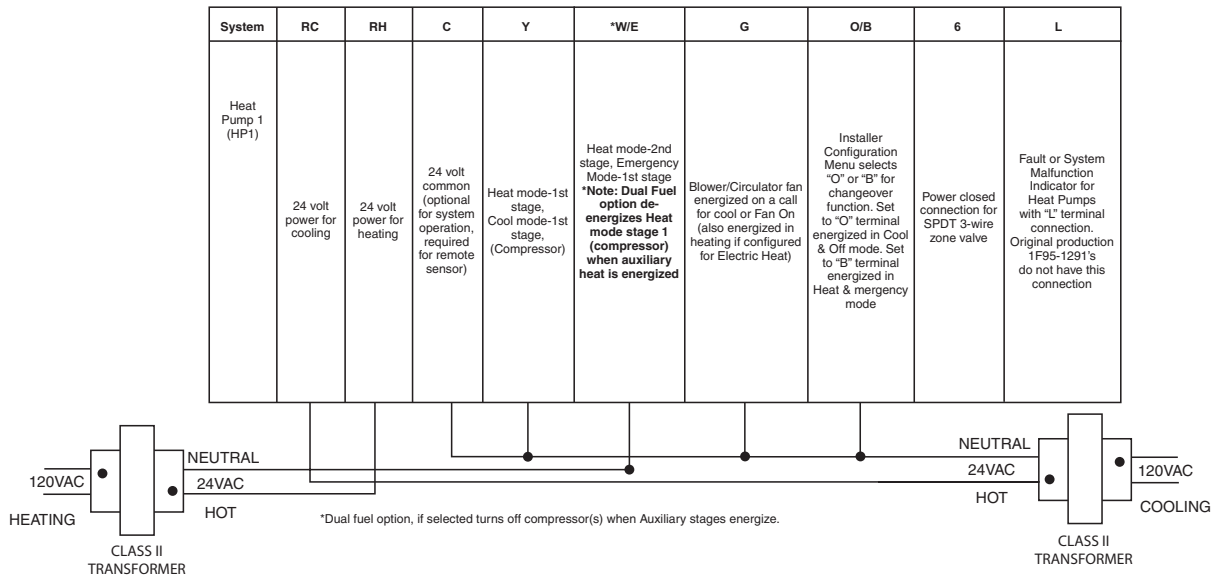 System RC RH C Y *W/E G O/B 6 L
Heat
Pump 1
(HP1)
24 volt
power for
cooling
24 volt
power for
heating
24 volt
common
(optional
for system
operation,
required
for remote
sensor)
Heat mode-1st
stage,
Cool mode-1st
stage,
(Compressor)
Heat mode-2nd
stage, Emergency
Mode-1st stage
*Note: Dual Fuel
option de-
energizes Heat
mode stage 1
(compressor)
when auxiliary
heat is energized
Blower/Circulator fan
energized on a call
for cool or Fan On
(also energized in
heating if configured
for Electric Heat)
Installer
Configuration
Menu selects
“O” or “B” for
changeover
function. Set
to “O” terminal
energized in Cool
& Off mode. Set
to “B” terminal
energized in
Heat & mergency
mode
Power closed
connection for
SPDT 3-wire
zone valve
Fault or System
Malfunction
Indicator for
Heat Pumps
with “L” terminal
connection.
Original production
1F95-1291's
do not have this
connection
120VAC
HEATING
NEUTRAL
24VAC
HOT
CLASS II
TRANSFORMER
*Dual fuel option, if selected turns off compressor(s) when Auxiliary stages energize.
NEUTRAL
24VAC
HOT
120VAC
COOLING
CLASS II
TRANSFORMER